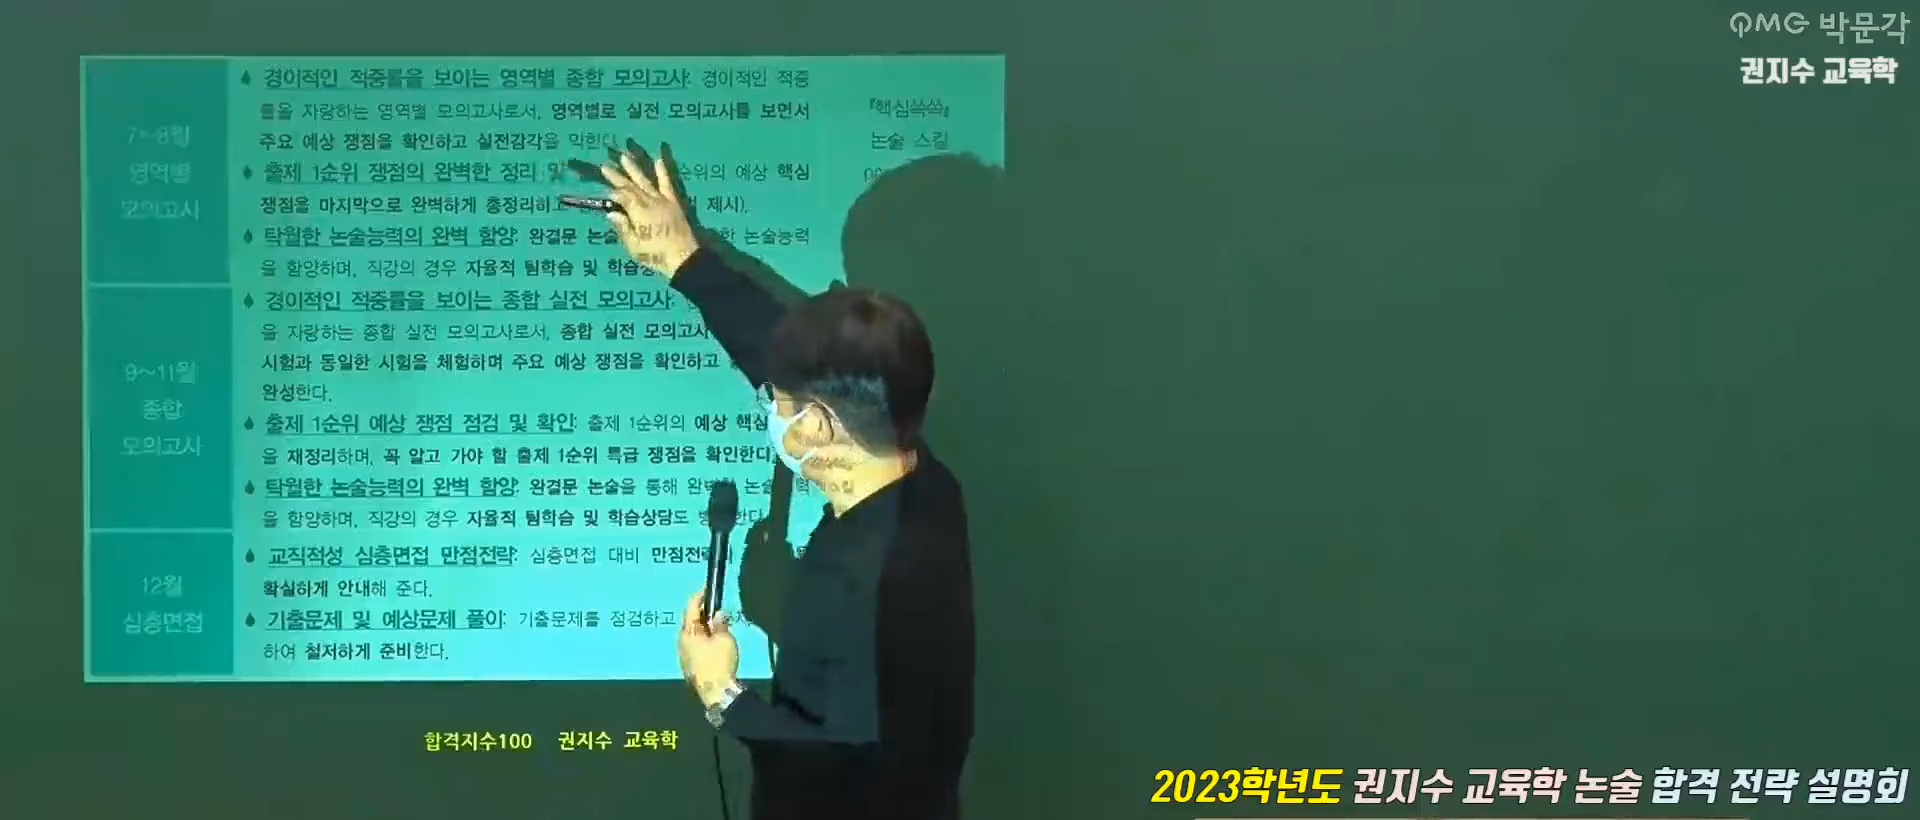 PMG 박문각
권지수 교육학
7~8월
영역별
모의고사
경이적인 적중률을 보이는 영역별 종합 모의고사: 경이적인 적중
률을 자랑하는 영역별 모의고사로서, 영역별로 실전 모의고사를 보면서
주요 예상 쟁점을 확인하고 실전감각을 익힌다.
출제 1순위 쟁점의 완벽한 정리 및 순위의 예상 핵심
쟁점을 마지막으로 완벽하게 총정리하고 제시).
탁월한 논술능력의 완벽 함양: 완결문 논술 한 논술능력
을 함양하며, 직강의 경우 자율적 팀학습 및 학습상
『핵심쏙쏙』
논술 스킬
9~11월
종합
모의고사
경이적인 적중률을 보이는 종합 실전 모의고사:
을 자랑하는 종합 실전 모의고사로서, 종합 실전 모의고사
시험과 동일한 시험을 체험하며 주요 예상 쟁점을 확인하고
완성한다.
출제 1순위 예상 쟁점 점검 및 확인: 출제 1순위의 예상 핵심
을 재정리하며, 꼭 알고 가야 할 출제 1순위 특급 쟁점을 확인한다
탁월한 논술능력의 완벽 함양: 완결문 논술을 통해 완벽한 논술
을 함양하며, 직강의 경우 자율적 팀학습 및 학습상담도
12월
심층면접
교직적성 심층면접 만점전략: 심층면접 대비 만점전략
확실하게 안내해 준다.
기출문제 및 예상문제 풀이: 기출문제를 점검하고
하여 철저하게 준비한다.
합격지수100 권지수 교육학
2023학년도 권지수 교육학 논술 합격 전략 설명회